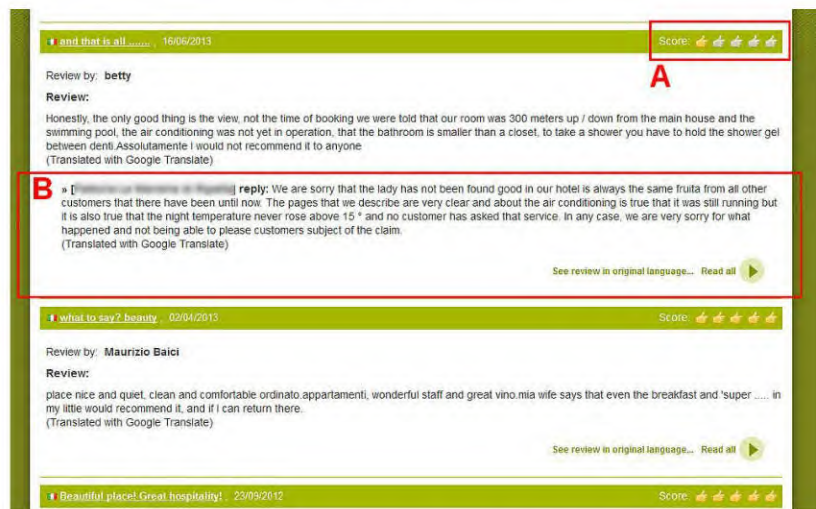 and that is all ....... , 16/06/2013 Score:
A
Review by: betty
Review:
Honestly, the only good thing is the view, not the time of booking we were told that our room was 300 meters up / down from the main house and the
swimming pool, the air conditioning was not yet in operation, that the bathroom is smaller than a closet, to take a shower you have to hold the shower gel
between denti.Assolutamente I would not recommend it to anyone
(Translated with Google Translate)
B
» [ ] reply: We are sorry that the lady has not been found good in our hotel is always the same fruita from all other
customers that there have been until now. The pages that we describe are very clear and about the air conditioning is true that it was still running but
it is also true that the night temperature never rose above 15 ° and no customer has asked that service. In any case, we are very sorry for what
happened and not being able to please customers subject of the claim.
(Translated with Google Translate)
See review in original language... Read all
what to say? beauty , 02/04/2013 Score:
Review by: Maurizio Baici
Review:
place nice and quiet, clean and comfortable ordinato.appartamenti, wonderful staff and great vino.mia wife says that even the breakfast and 'super ..... in
my little would recommend it, and if I can return there.
(Translated with Google Translate)
See review in original language... Read all
Beautiful place! Great hospitality! , 23/09/2012 Score: